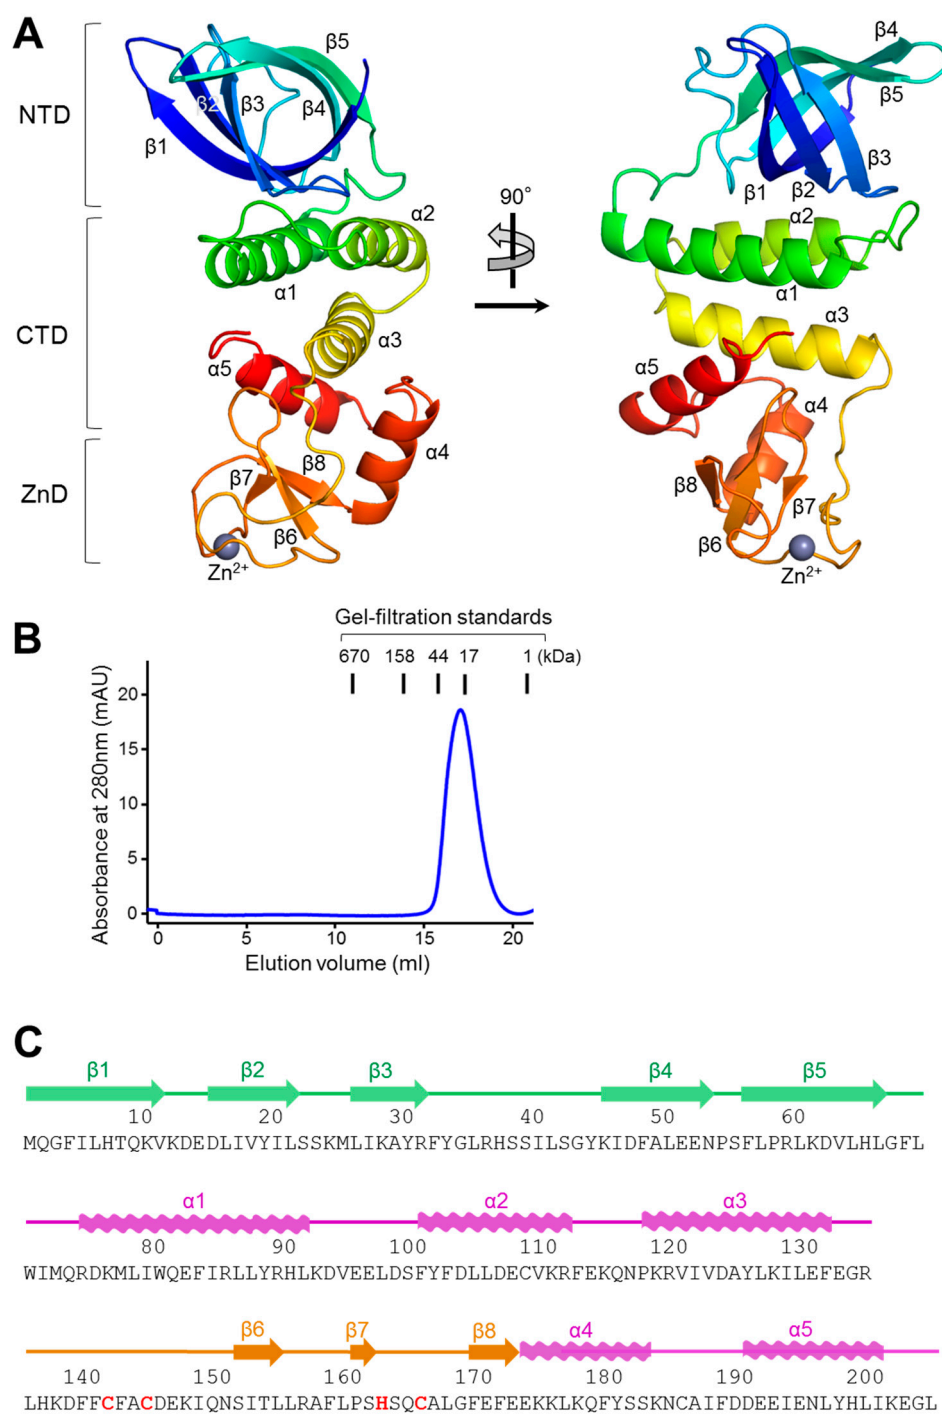 A
NTD
CTD
ZnD
β5
β2
β3
β4
β1
α2
α1
α3
α5
α4
β8
β7
β6
Zn²⁺
90°
β4
β5
β3
β1
β2
α2
α1
α3
α5
α4
β8
β7
β6
Zn²⁺
B
Gel-filtration standards
670 158 44 17 1 (kDa)
Absorbance at 280nm (mAU)
20
15
10
5
0
0 5 10 15 20
Elution volume (ml)
C
β1 β2 β3 β4 β5
10 20 30 40 50 60
MQGFILHTQKVKDEDLIVYILSSKMLIKAYRFYGLRHSSILSGYKIDFALEENPSFLPRLKDVLHLGFL
α1 α2 α3
80 90 100 110 120 130
WIMQRDKMLIWQEFIRLLYRHLKDVEELDSFYFDLLDECVKRFEKQNPKRVIVDAYLKILEFEGR
β6 β7 β8 α4 α5
140 150 160 170 180 190 200
LHKDFFCFACDEKIQNSITLLRAFLPSHSQCALGFEFEEKKLKQFYSSKNCAIFDDEEIENLYHLIKEGL